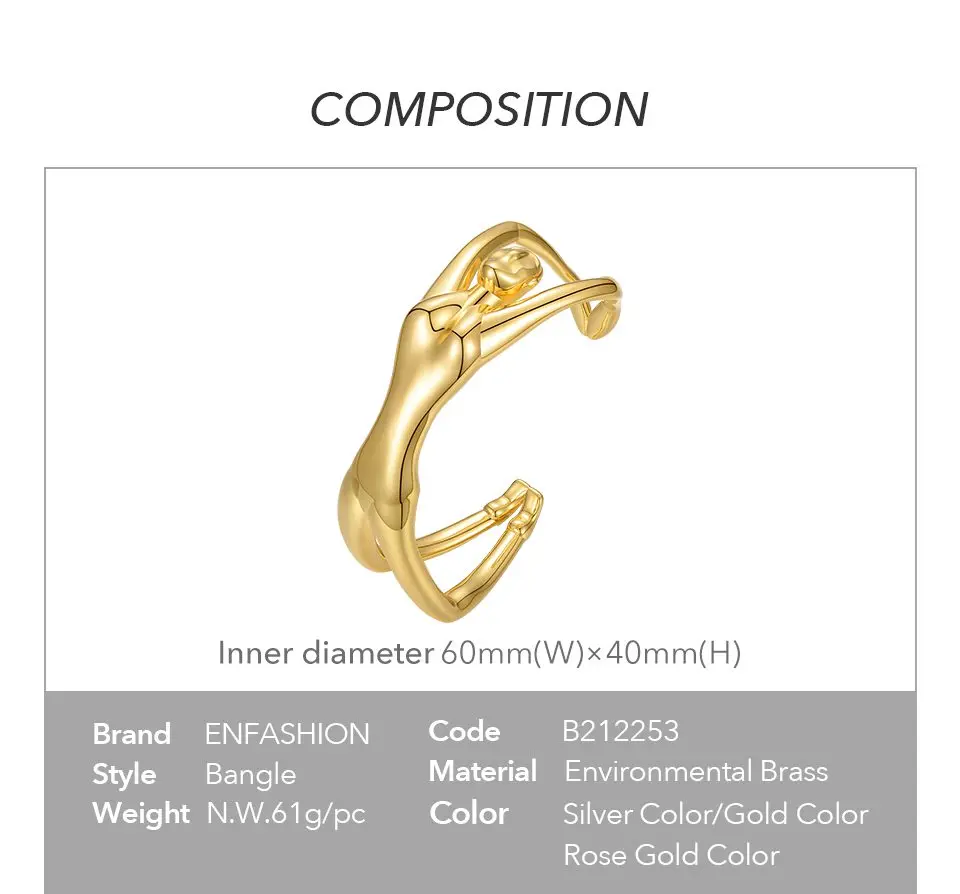 COMPOSITION
Inner diameter 60mm(W)×40mm(H)
Brand ENFASHION
Code B212253
Style Bangle
Material Environmental Brass
Weight N.W.61g/pc
Color Silver Color/Gold Color
Rose Gold Color